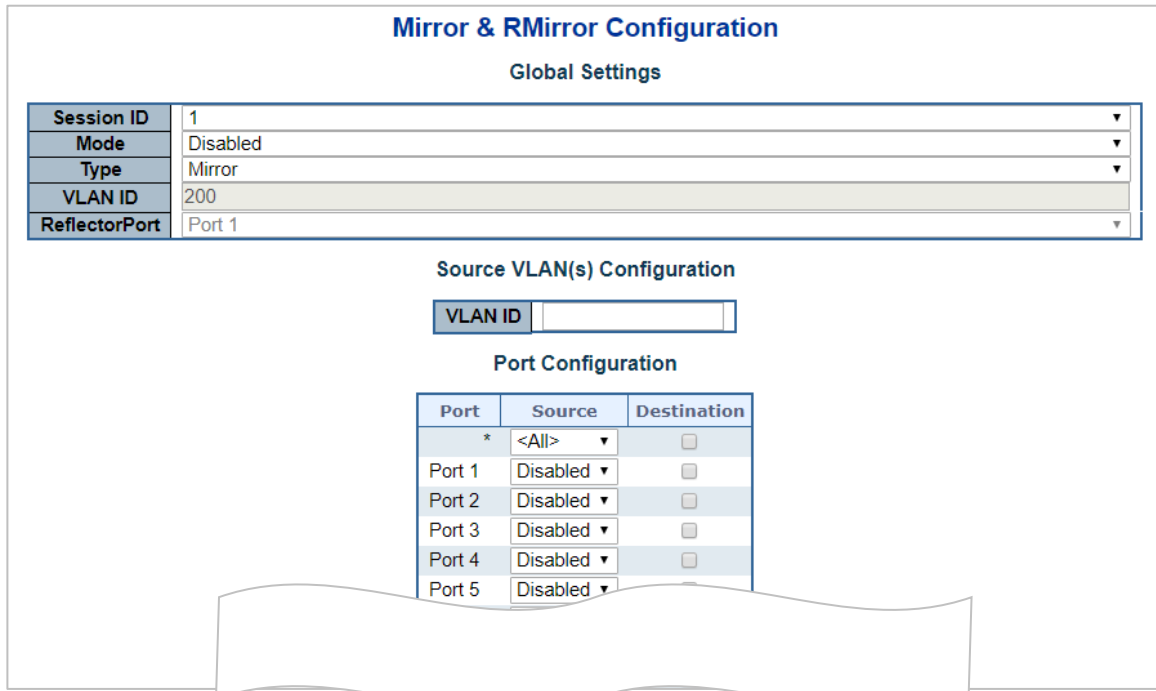 Mirror & RMirror Configuration
Global Settings
Session ID 1
Mode Disabled
Type Mirror
VLAN ID 200
ReflectorPort Port 1
Source VLAN(s) Configuration
VLAN ID
Port Configuration
Port Source Destination
* <All>
Port 1 Disabled
Port 2 Disabled
Port 3 Disabled
Port 4 Disabled
Port 5 Disabled